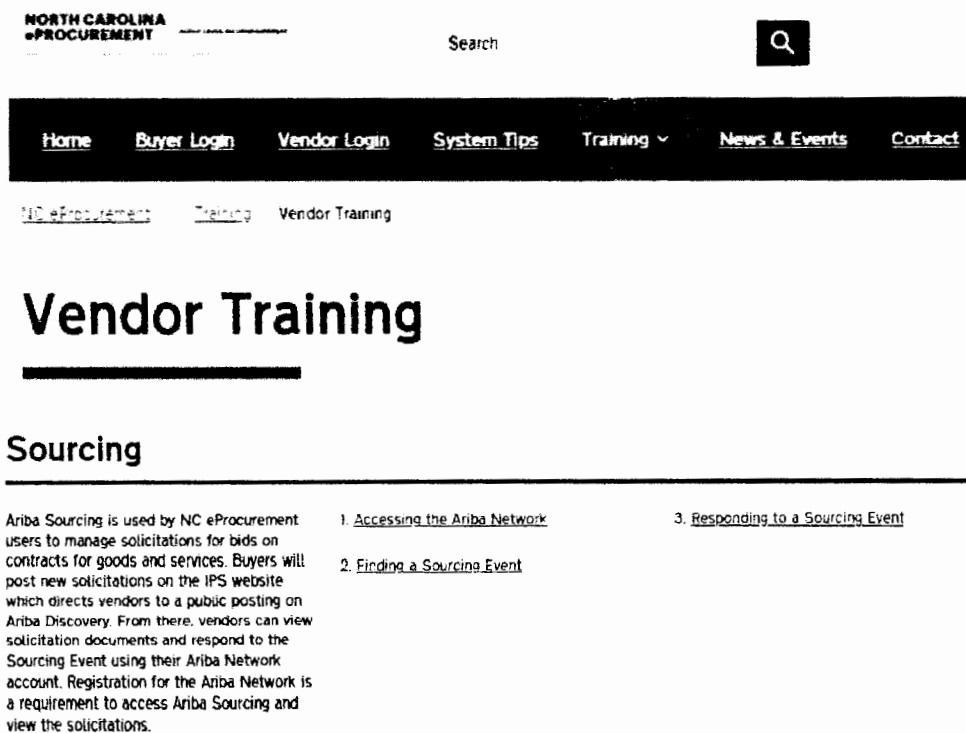 NORTH CAROLINA
ePROCUREMENT
Search
Home Buyer Login Vendor Login System Tips Training News & Events Contact
NC eProcurement Training Vendor Training
Vendor Training
Sourcing
Ariba Sourcing is used by NC eProcurement
users to manage solicitations for bids on
contracts for goods and services. Buyers will
post new solicitations on the IPS website
which directs vendors to a public posting on
Ariba Discovery. From there, vendors can view
solicitation documents and respond to the
Sourcing Event using their Ariba Network
account. Registration for the Ariba Network is
a requirement to access Ariba Sourcing and
view the solicitations.
1. Accessing the Ariba Network
2. Finding a Sourcing Event
3. Responding to a Sourcing Event